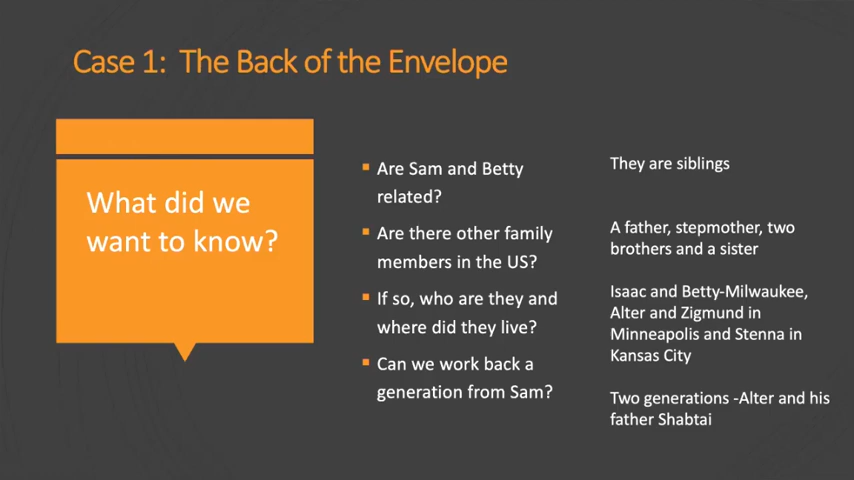 Case 1:  The Back of the Envelope
What did we
want to know?
▪ Are Sam and Betty
related?
▪ Are there other family
members in the US?
▪ If so, who are they and
where did they live?
▪ Can we work back a
generation from Sam?
They are siblings
A father, stepmother, two
brothers and a sister
Isaac and Betty-Milwaukee,
Alter and Zigmund in
Minneapolis and Stenna in
Kansas City
Two generations -Alter and his
father Shabtai